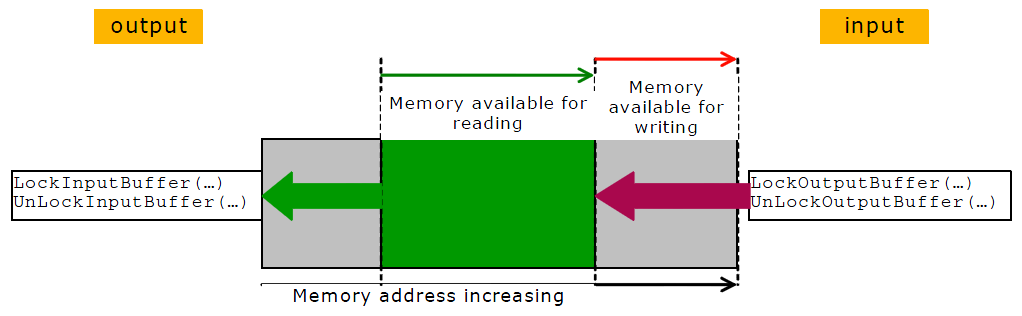 output
input
Memory available for
reading
Memory
available for
writing
LockInputBuffer(…)
UnLockInputBuffer(…)
LockOutputBuffer(…)
UnLockOutputBuffer(…)
Memory address increasing